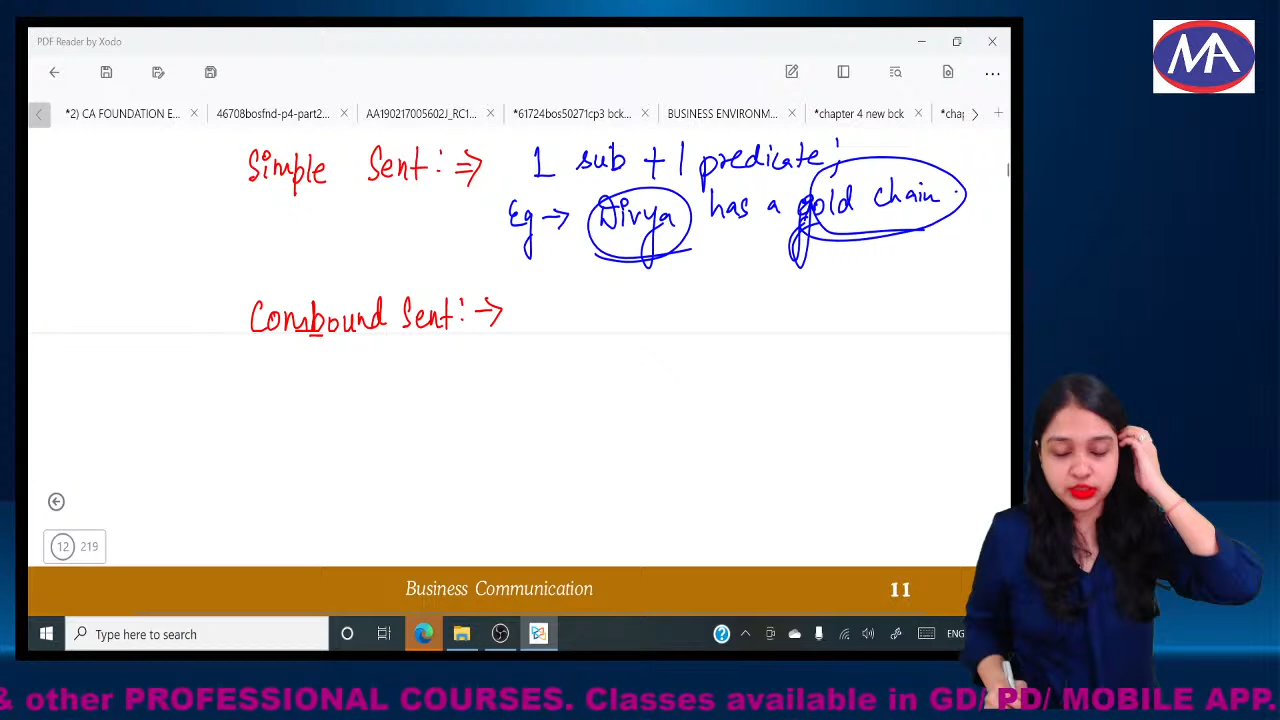 MA
PDF Reader by Xodo
*2) CA FOUNDATION E...
46708bosfnd-p4-part2...
AA190217005602J_RC1...
*61724bos50271cp3 bck...
BUSINESS ENVIRONM...
*chapter 4 new bck
*chap
Simple Sent: ⇒ 1 sub + 1 predicate;
Eg → Divya has a gold chain.
Compound Sent: →
12 219
Business Communication 11
Type here to search
ENG
& other PROFESSIONAL COURSES. Classes available in GD/ PD/ MOBILE APP.